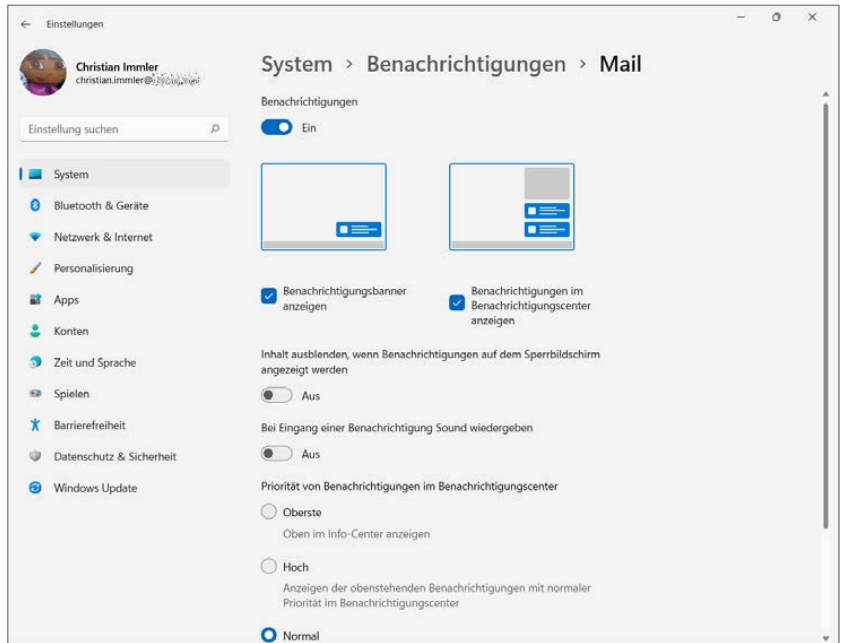 Einstellungen
Christian Immler
christian.immler@
Einstellung suchen
System
Bluetooth & Geräte
Netzwerk & Internet
Personalisierung
Apps
Konten
Zeit und Sprache
Spielen
Barrierefreiheit
Datenschutz & Sicherheit
Windows Update
System > Benachrichtigungen > Mail
Benachrichtigungen
Ein
Benachrichtigungsbanner
anzeigen
Benachrichtigungen im
Benachrichtigungscenter
anzeigen
Inhalt ausblenden, wenn Benachrichtigungen auf dem Sperrbildschirm
angezeigt werden
Aus
Bei Eingang einer Benachrichtigung Sound wiedergeben
Aus
Priorität von Benachrichtigungen im Benachrichtigungscenter
Oberste
Oben im Info-Center anzeigen
Hoch
Anzeigen der obenstehenden Benachrichtigungen mit normaler
Priorität im Benachrichtigungscenter
Normal